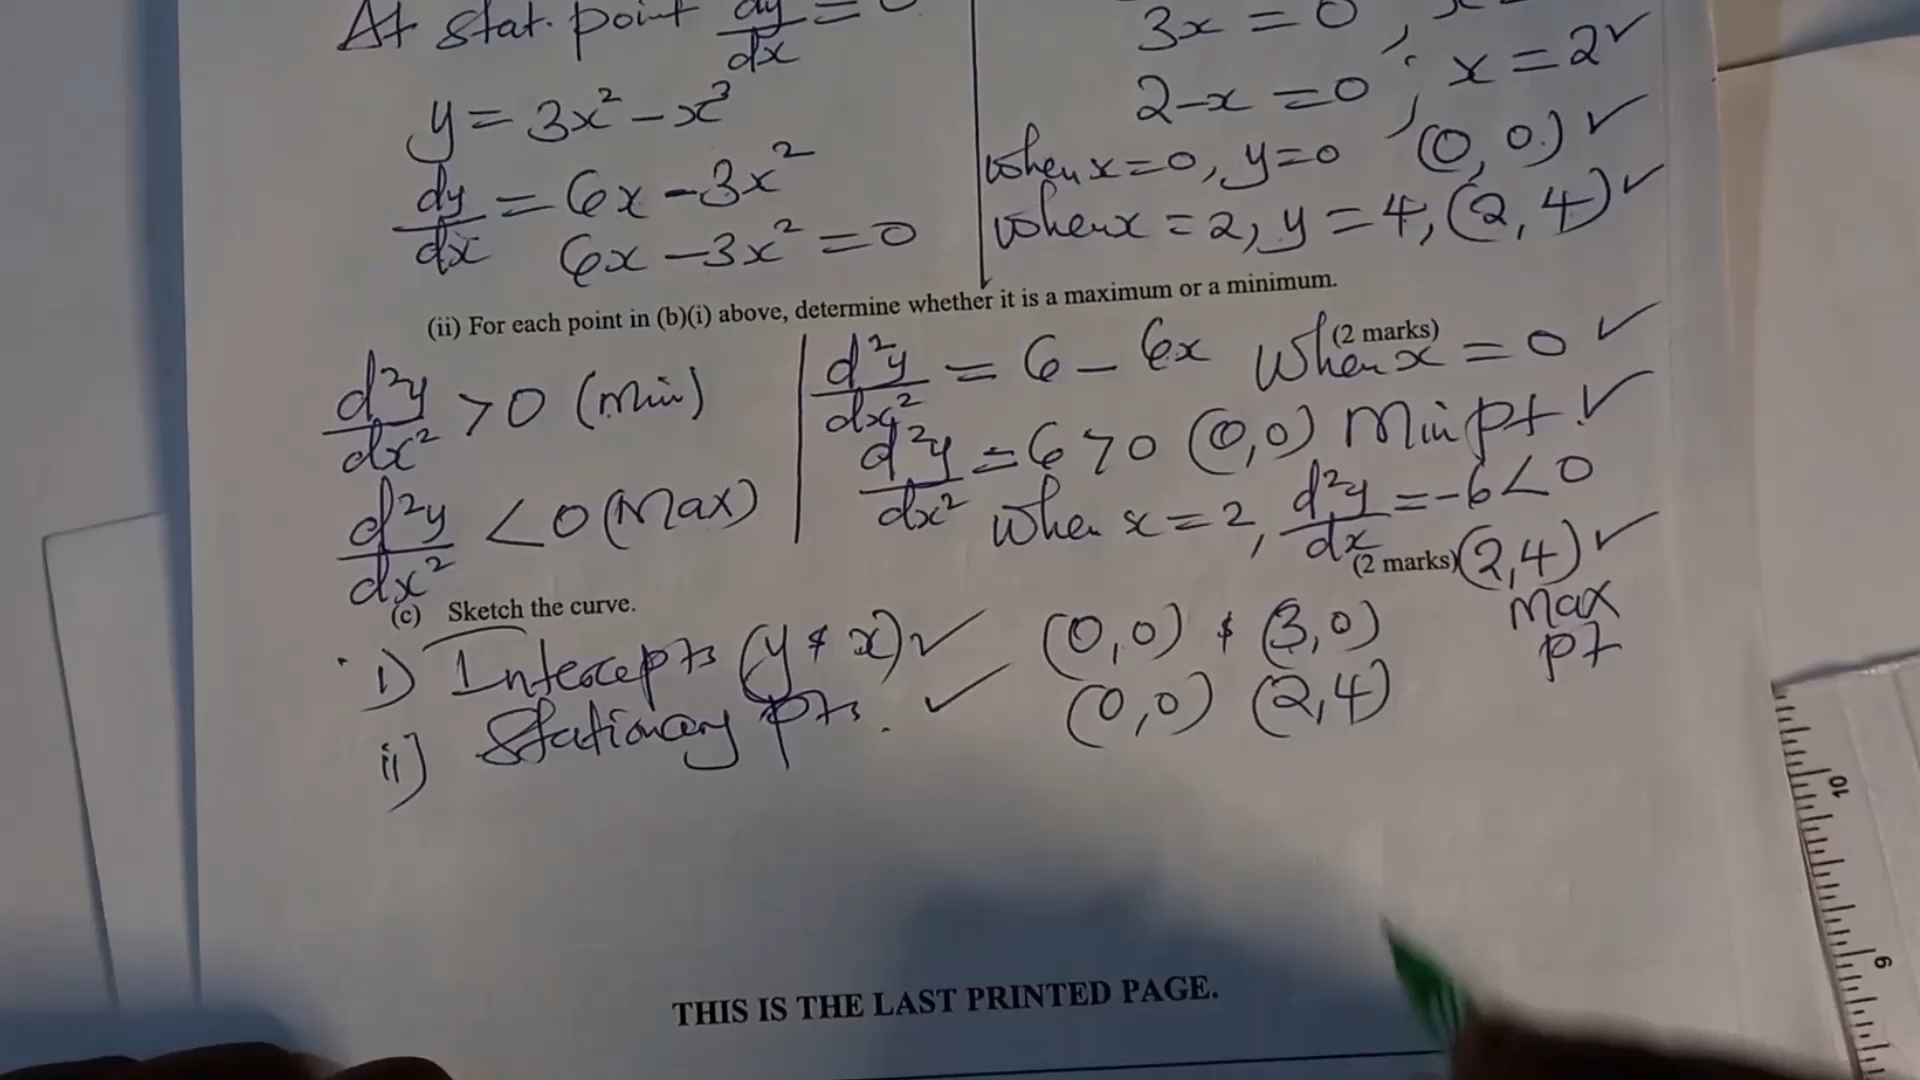 At stat. point dy/dx = 0
y = 3x² - x³
dy/dx = 6x - 3x²
6x - 3x² = 0
3x = 0,
2-x = 0, x = 2 ✓
when x=0, y=0 (0, 0) ✓
when x = 2, y = 4, (2, 4) ✓
(ii) For each point in (b)(i) above, determine whether it is a maximum or a minimum.
(2 marks)
d²y/dx² > 0 (Min)
d²y/dx² < 0 (Max)
d²y/dx² = 6 - 6x When x = 0 ✓
d²y/dx² = 6 > 0 (0,0) Min pt. ✓
When x = 2, d²y/dx = -6 < 0
(2 marks) (2,4) ✓
Max
pt
(c) Sketch the curve.
i) Intercepts (y & x) ✓ (0,0) & (3,0)
ii) Stationary pts. ✓ (0,0) (2,4)
THIS IS THE LAST PRINTED PAGE.
10
9